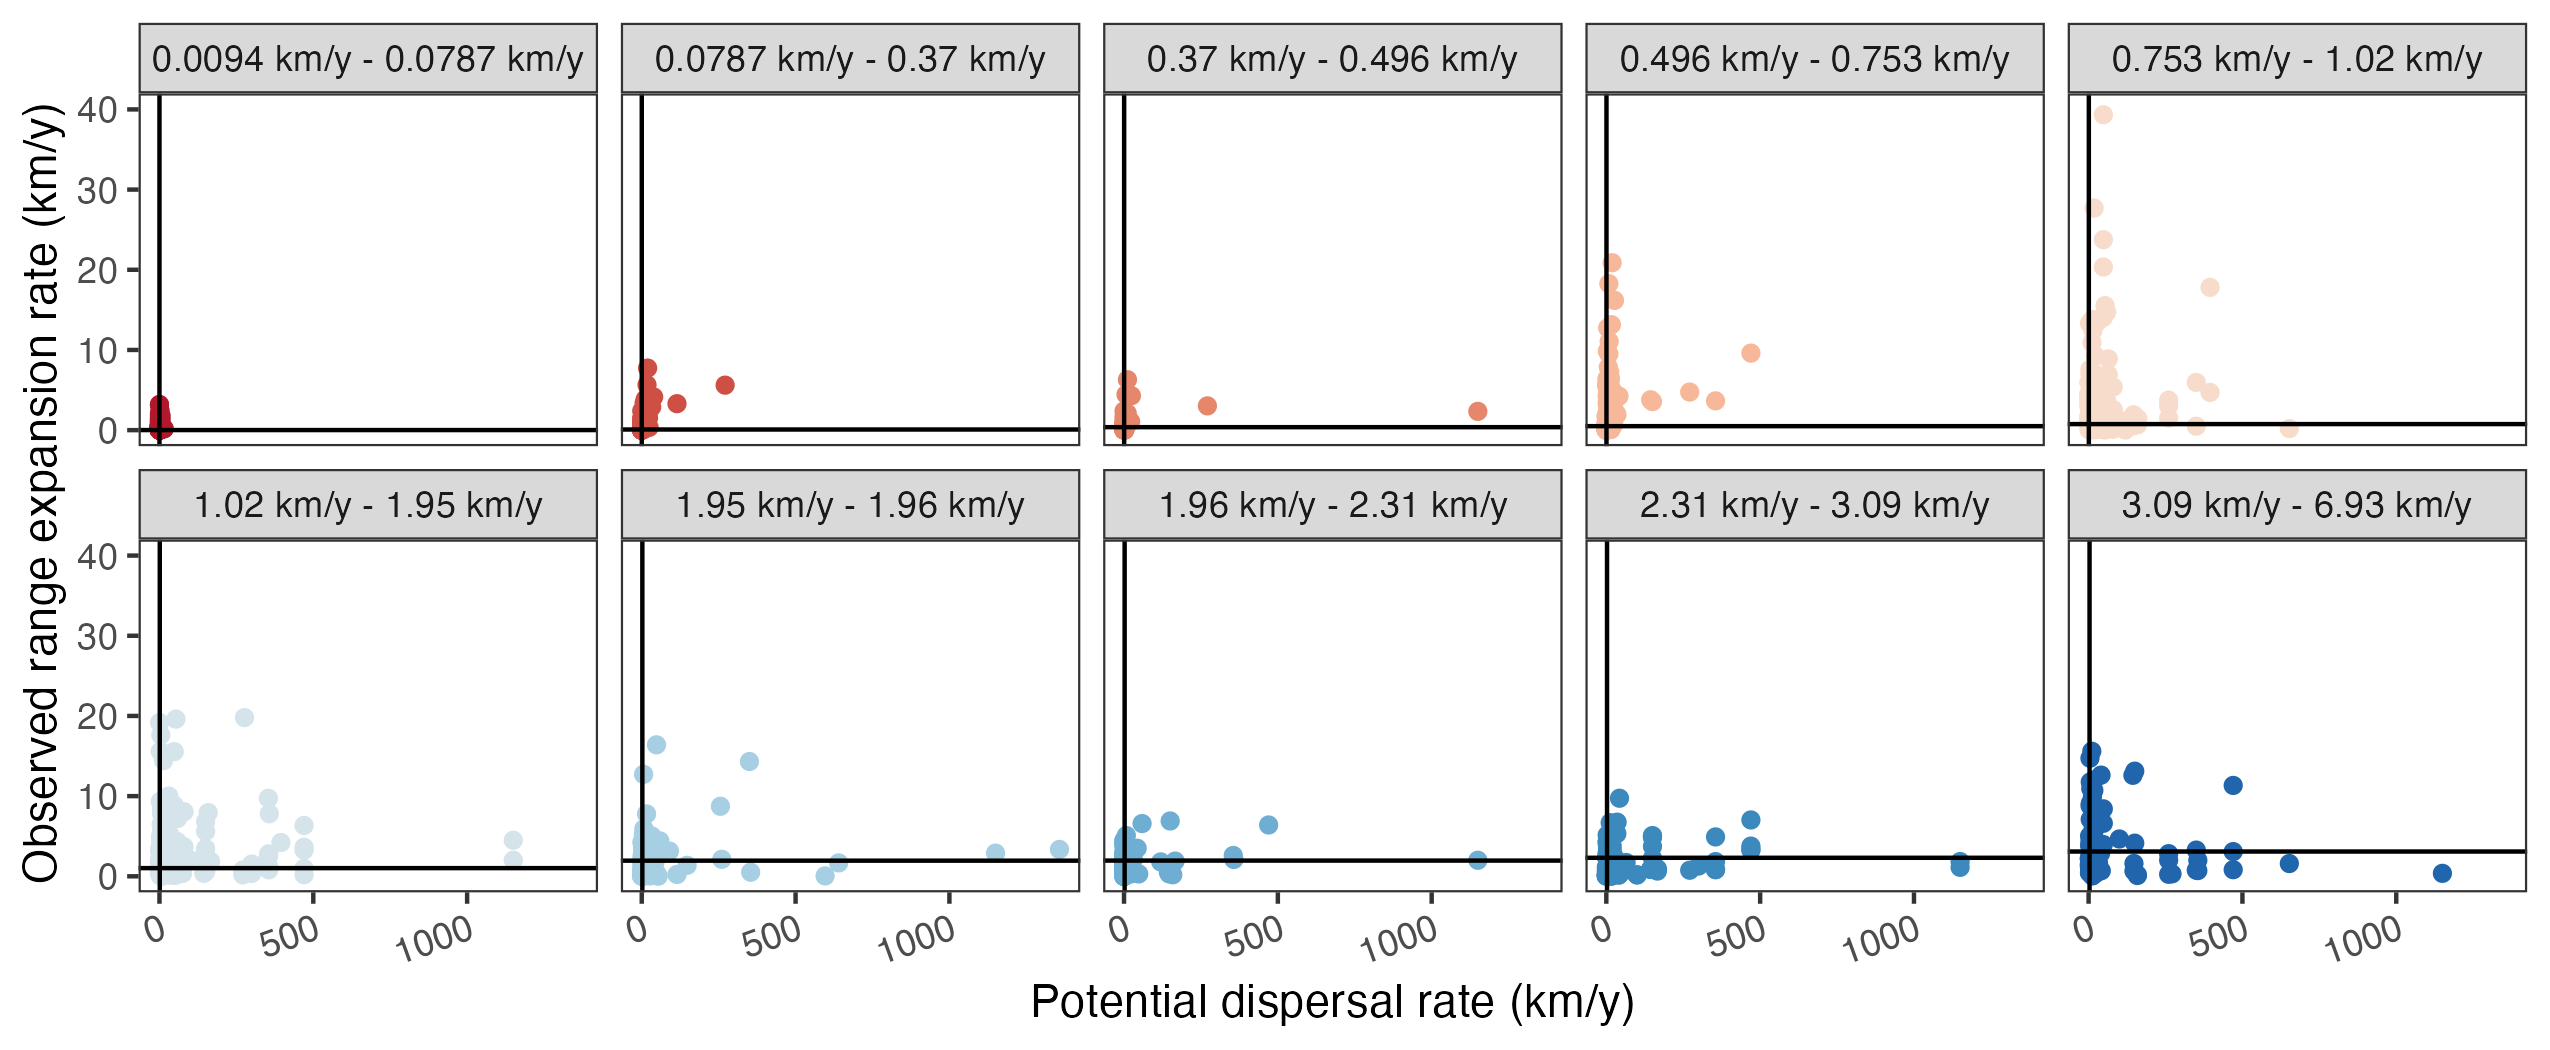 0.0094 km/y - 0.0787 km/y
0.0787 km/y - 0.37 km/y
0.37 km/y - 0.496 km/y
0.496 km/y - 0.753 km/y
0.753 km/y - 1.02 km/y
40
30
20
10
0
Observed range expansion rate (km/y)
1.02 km/y - 1.95 km/y
1.95 km/y - 1.96 km/y
1.96 km/y - 2.31 km/y
2.31 km/y - 3.09 km/y
3.09 km/y - 6.93 km/y
40
30
20
10
0
0 500 1000
0 500 1000
0 500 1000
0 500 1000
0 500 1000
Potential dispersal rate (km/y)